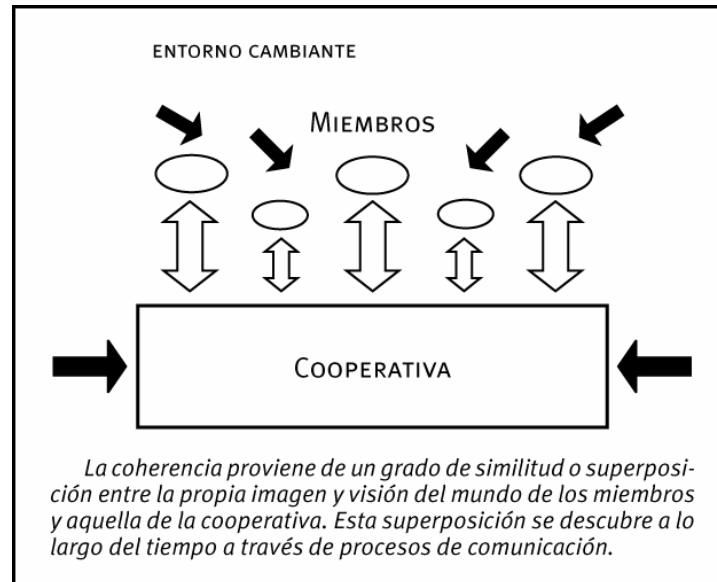 ENTORNO CAMBIANTE
MIEMBROS
COOPERATIVA
La coherencia proviene de un grado de similitud o superposi-
ción entre la propia imagen y visión del mundo de los miembros
y aquella de la cooperativa. Esta superposición se descubre a lo
largo del tiempo a través de procesos de comunicación.